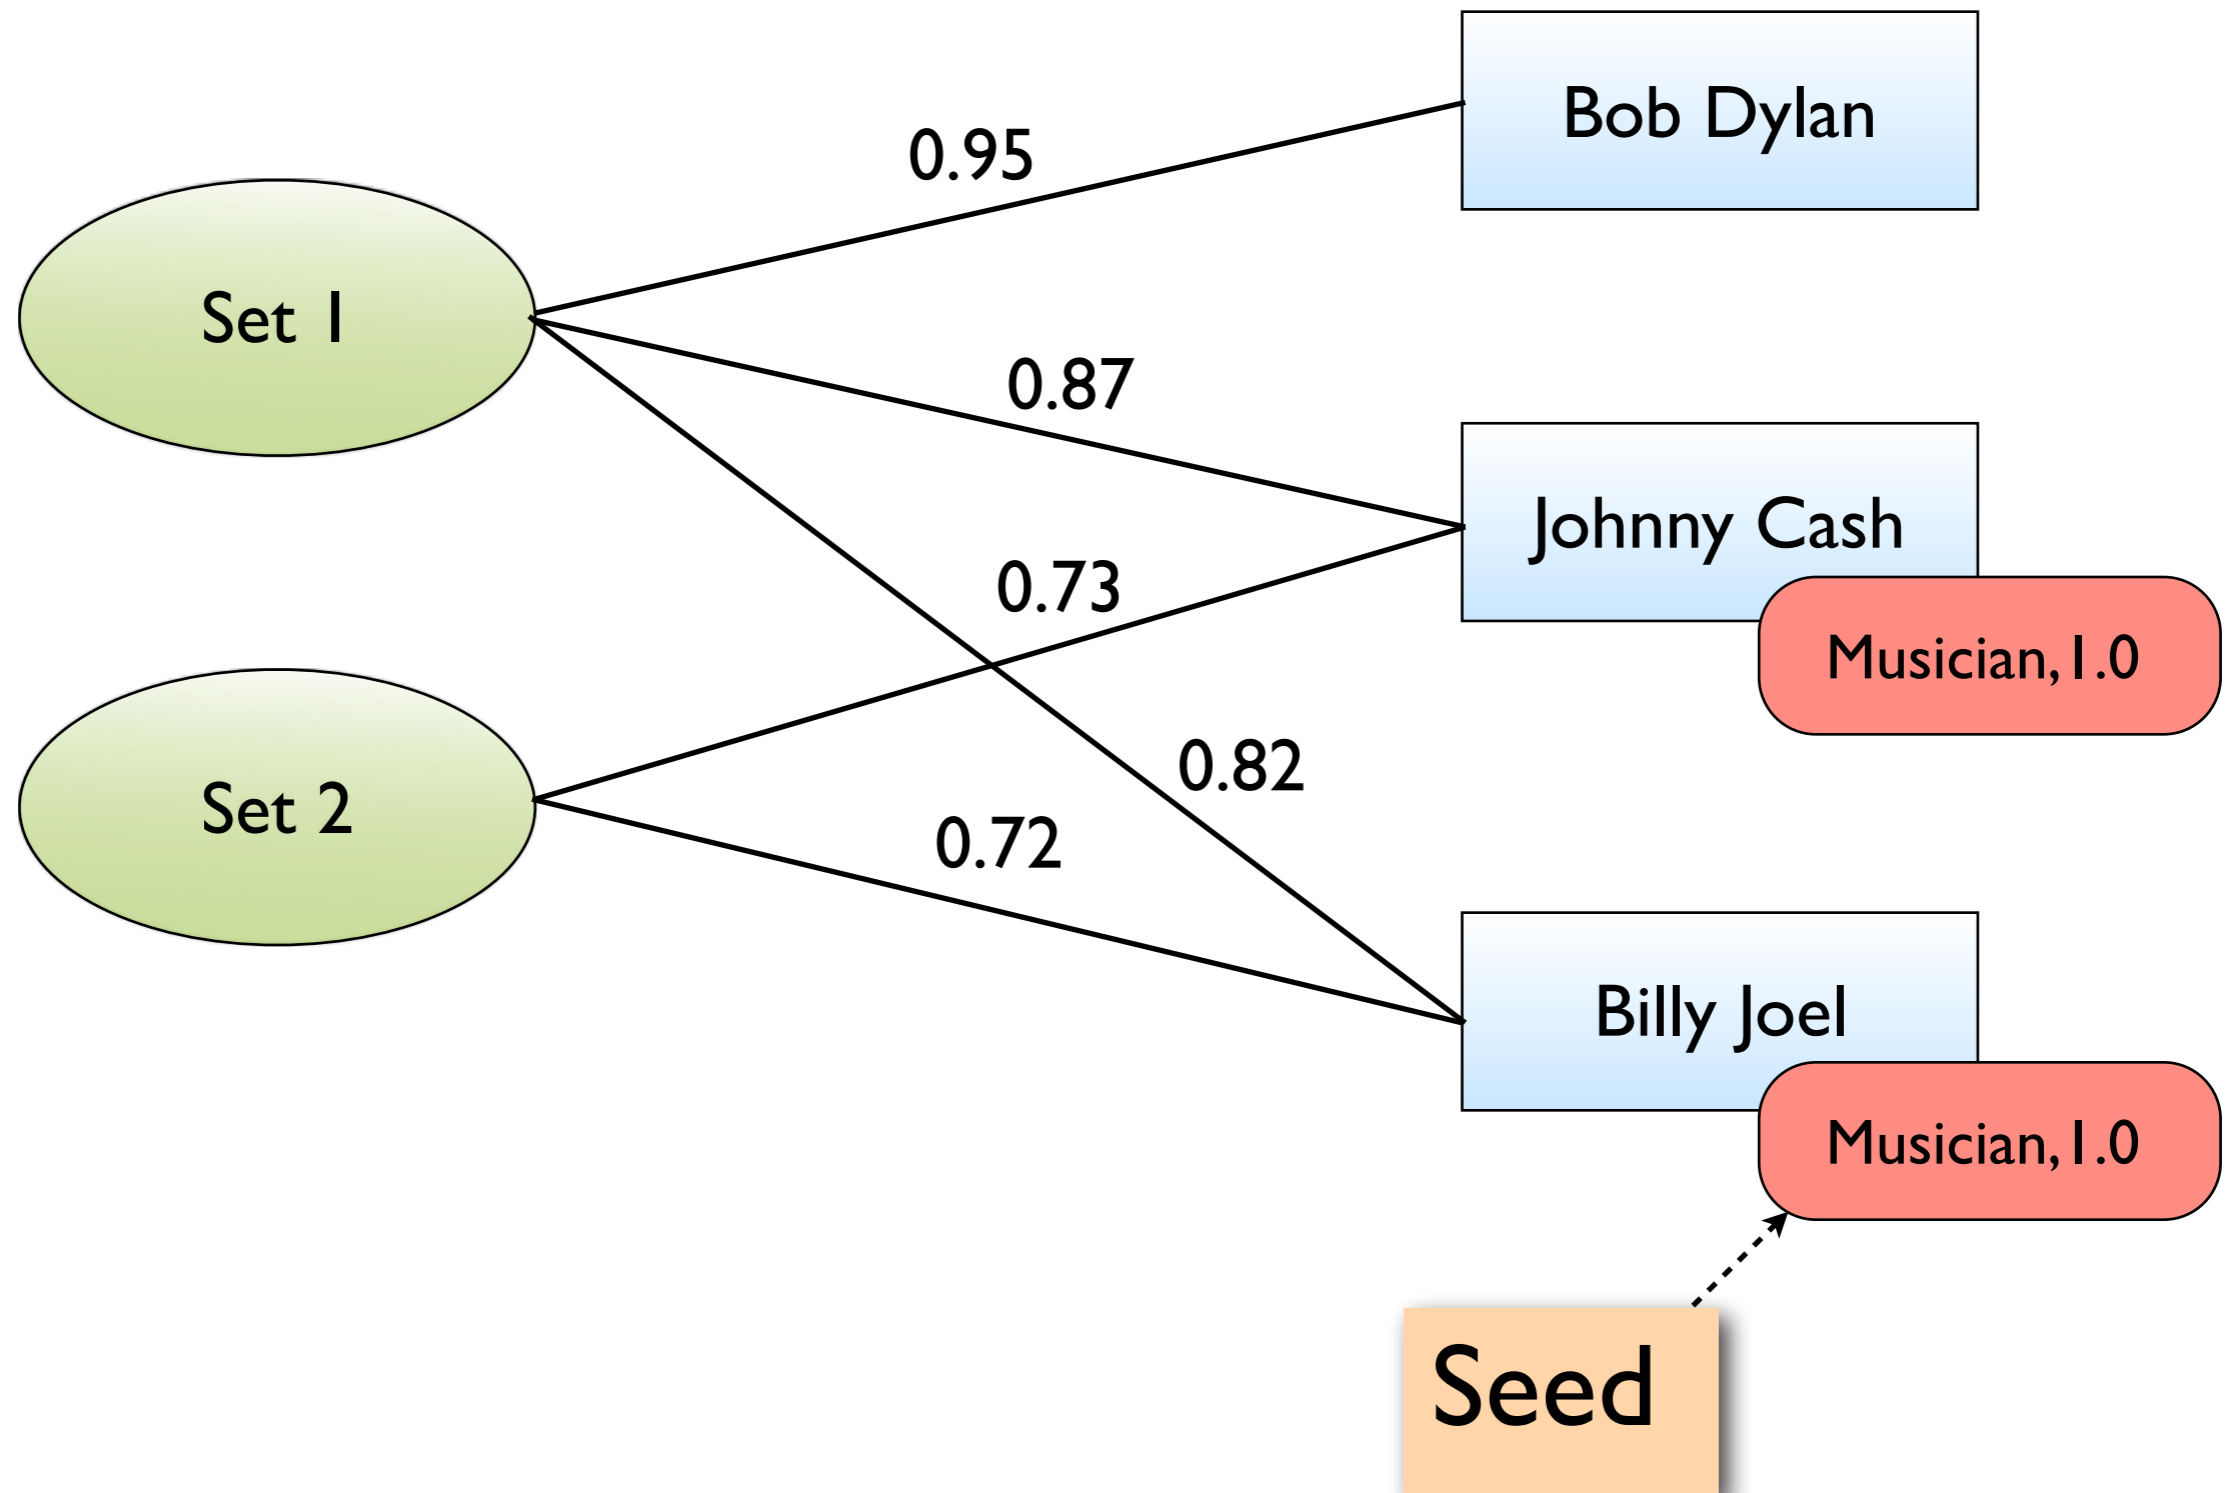 Bob Dylan
0.95
Set 1
0.87
Johnny Cash
0.73
Musician,1.0
0.82
Set 2
0.72
Billy Joel
Musician,1.0
Seed